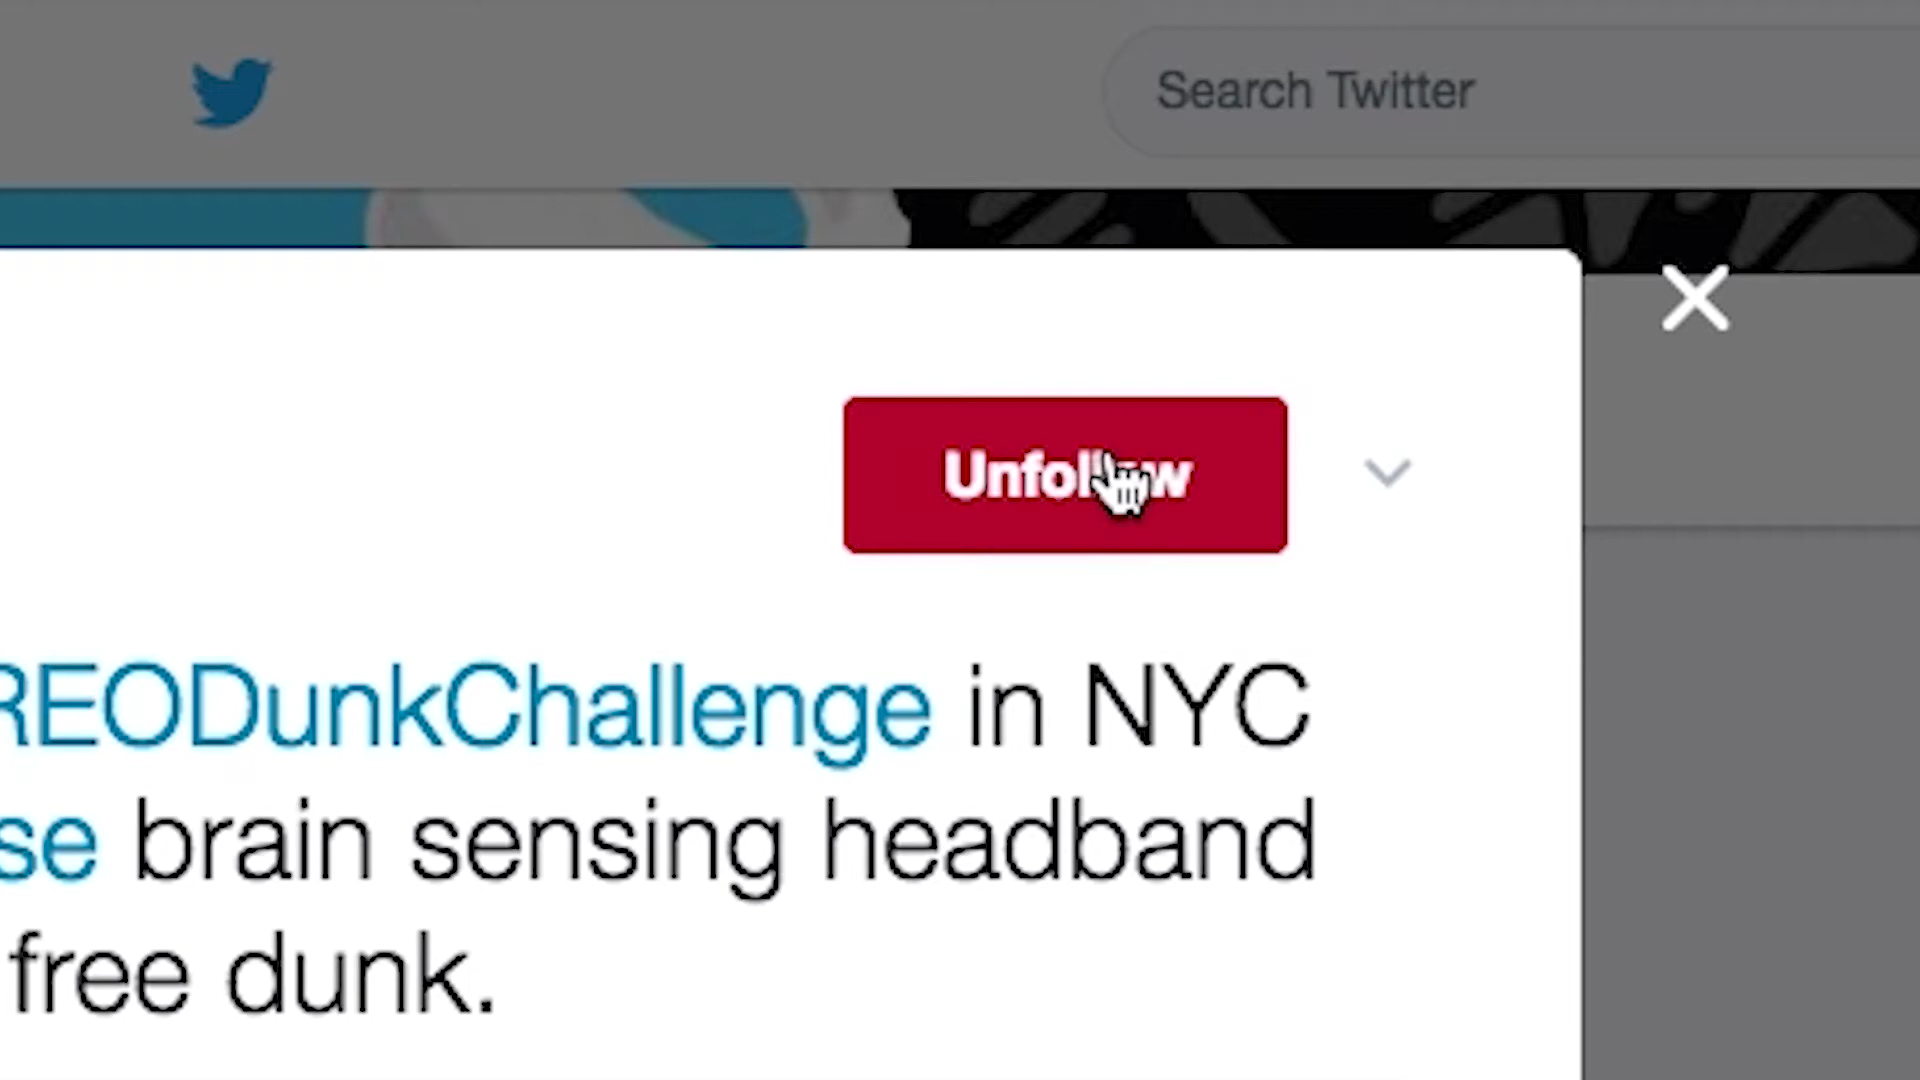 Search Twitter
Unfollow
REODunkChallenge in NYC
se brain sensing headband
free dunk.